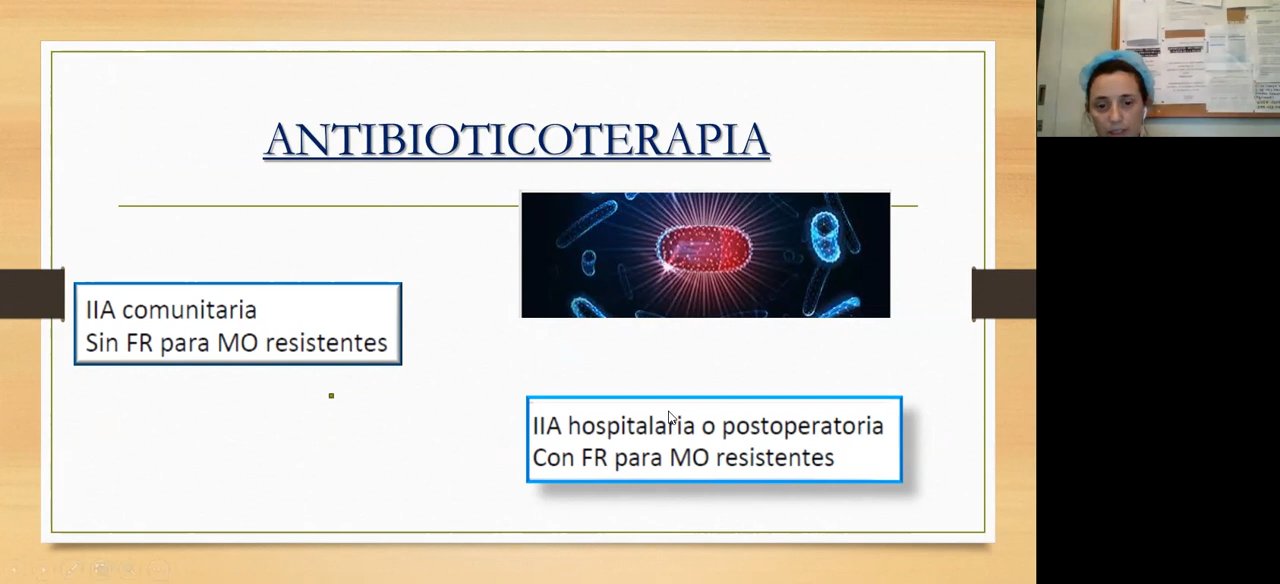 ANTIBIOTICOTERAPIA
IIA comunitaria
Sin FR para MO resistentes
IIA hospitalaria o postoperatoria
Con FR para MO resistentes